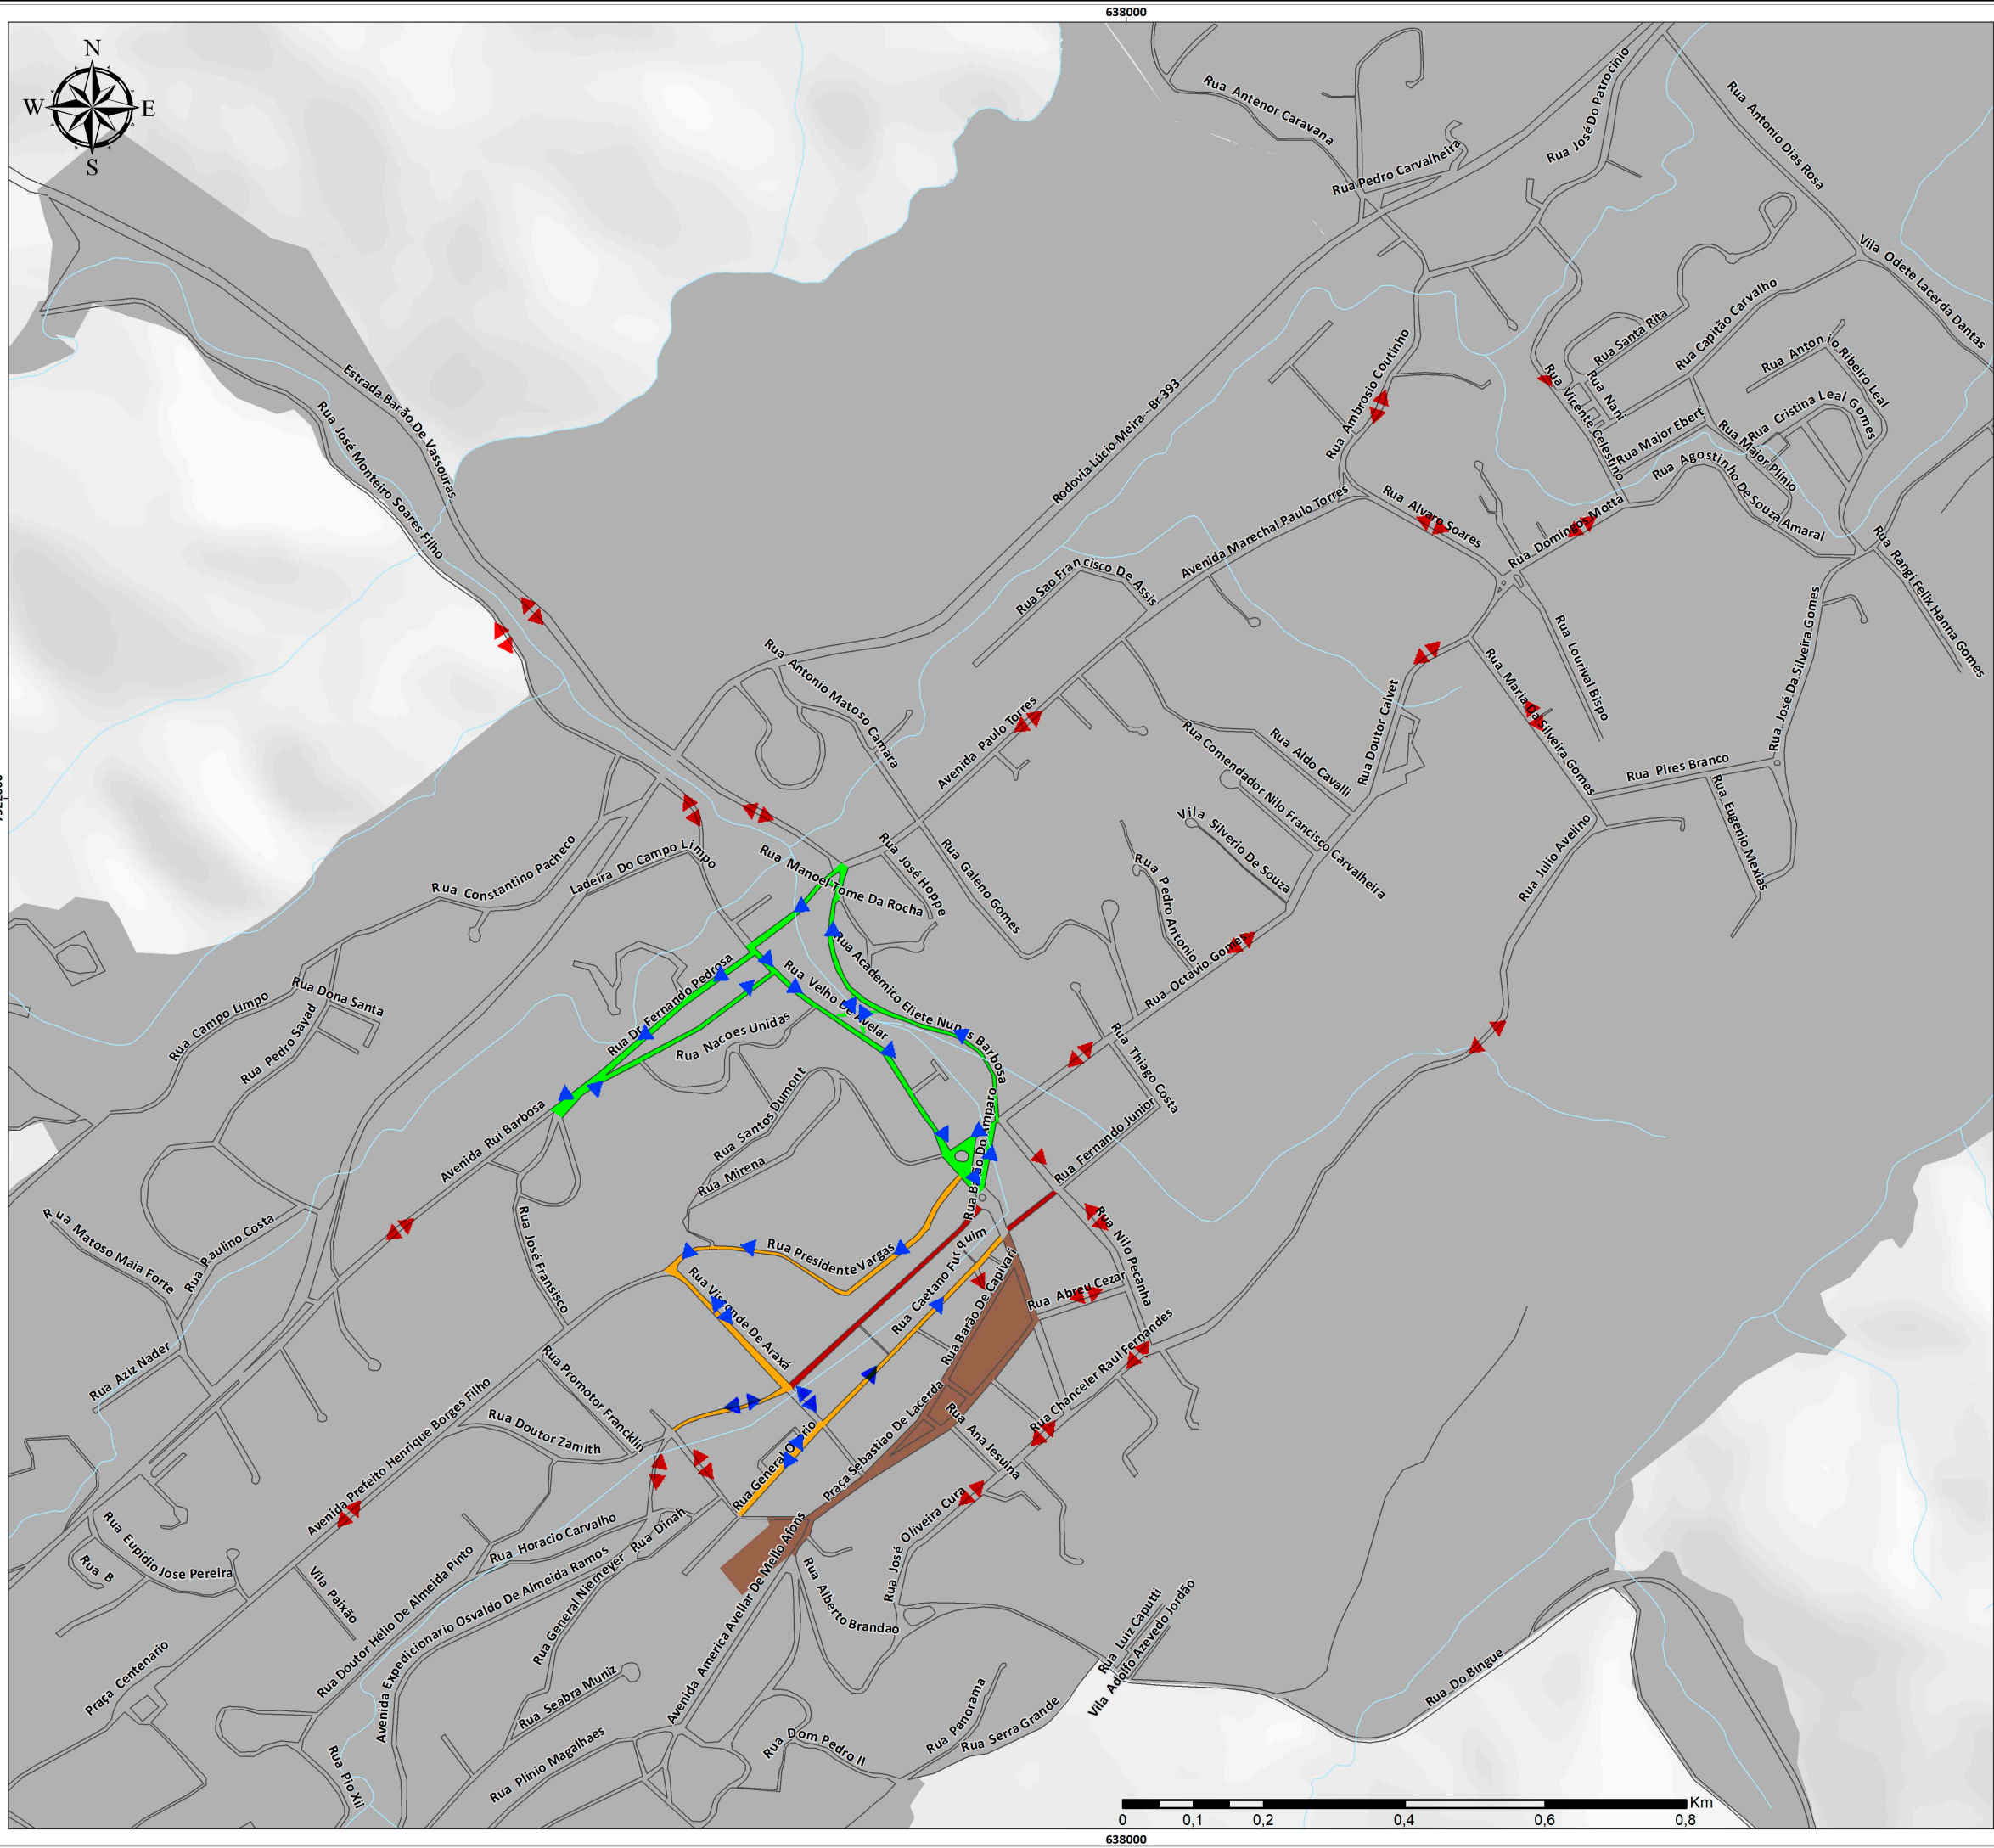 638000
N
W E
S
Rua Antenor Caravana
Rua José Do Patrocinio
Rua Antonio Dias Rosa
Rua Pedro Carvalheira
Vila Odete Lacerda Dantas
Rua Capitão Carvalho
Rua Santa Rita
Rua Antonio Ribeiro Leal
Rua Nani
Rua Vicente Celestino
Rua Cristina Leal Gomes
Rua Major Ebert
Rua Major Plinio
Rua Agostinho De Souza Amaral
Estrada Barão De Vassouras
Rua José Monteiro Soares Filho
Rodovia Lúcio Meira - Br 393
Rua Ambrosio Coutinho
Avenida Marechal Paulo Torres
Rua Alvaro Soares
Rua Domingos Motta
Rua Rangi Felix Hanna Gomes
Rua Sao Francisco De Assis
Rua Lourival Bispo
Rua José Da Silveira Gomes
Rua Maria Da Silveira Gomes
Rua Antonio Matoso Camara
Avenida Paulo Torres
Rua Doutor Calvet
Rua Aldo Cavalli
Rua Comendador Nilo Francisco Carvalheira
Rua Pires Branco
Rua Eugenio Mexias
Vila Silverio De Souza
Rua Julio Avelino
Rua Constantino Pacheco
Ladeira Do Campo Limpo
Rua Manoel Tome Da Rocha
Rua José Hoppe
Rua Galeno Gomes
Rua Pedro Antonio
Rua Octavio Gomes
Rua Academico Eliete Nunes Barbosa
Rua Velho De Avelar
Rua Dr. Fernando Pedrosa
Rua Nacoes Unidas
Rua Campo Limpo
Rua Dona Santa
Rua Pedro Sayad
Rua Thiago Costa
Rua Santos Dumont
Rua Mirena
Avenida Rui Barbosa
Rua Barão Do Amparo
Rua Fernando Junior
Rua Matoso Maia Forte
Rua Paulino Costa
Rua José Fransisco
Rua Presidente Vargas
Rua Caetano Furquim
Rua Nilo Peçanha
Rua Barão De Capivari
Rua Abreu Cezar
Rua Visconde De Araxá
Rua Chanceler Raul Fernandes
Rua Aziz Nader
Rua Promotor Francklin
Avenida Prefeito Henrique Borges Filho
Rua Doutor Zamith
Rua General Osorio
Praça Sebastiao De Lacerda
Rua Ana Jesuina
Rua José Oliveira Cura
Rua Eupidio Jose Pereira
Rua B
Rua Horacio Carvalho
Rua Dinah
Vila Paixão
Rua Doutor Hélio De Almeida Pinto
Avenida Expedicionario Osvaldo De Almeida Ramos
Rua General Niemeyer
Avenida America Avellar De Mello Afons
Rua Alberto Brandao
Rua Luiz Caputti
Vila Adolfo Azevedo Jordão
Praça Centenario
Rua Seabra Muniz
Rua Do Bingue
Rua Pio Xii
Rua Plinio Magalhaes
Rua Dom Pedro II
Rua Panorama
Rua Serra Grande
Km
0 0,1 0,2 0,4 0,6 0,8
638000